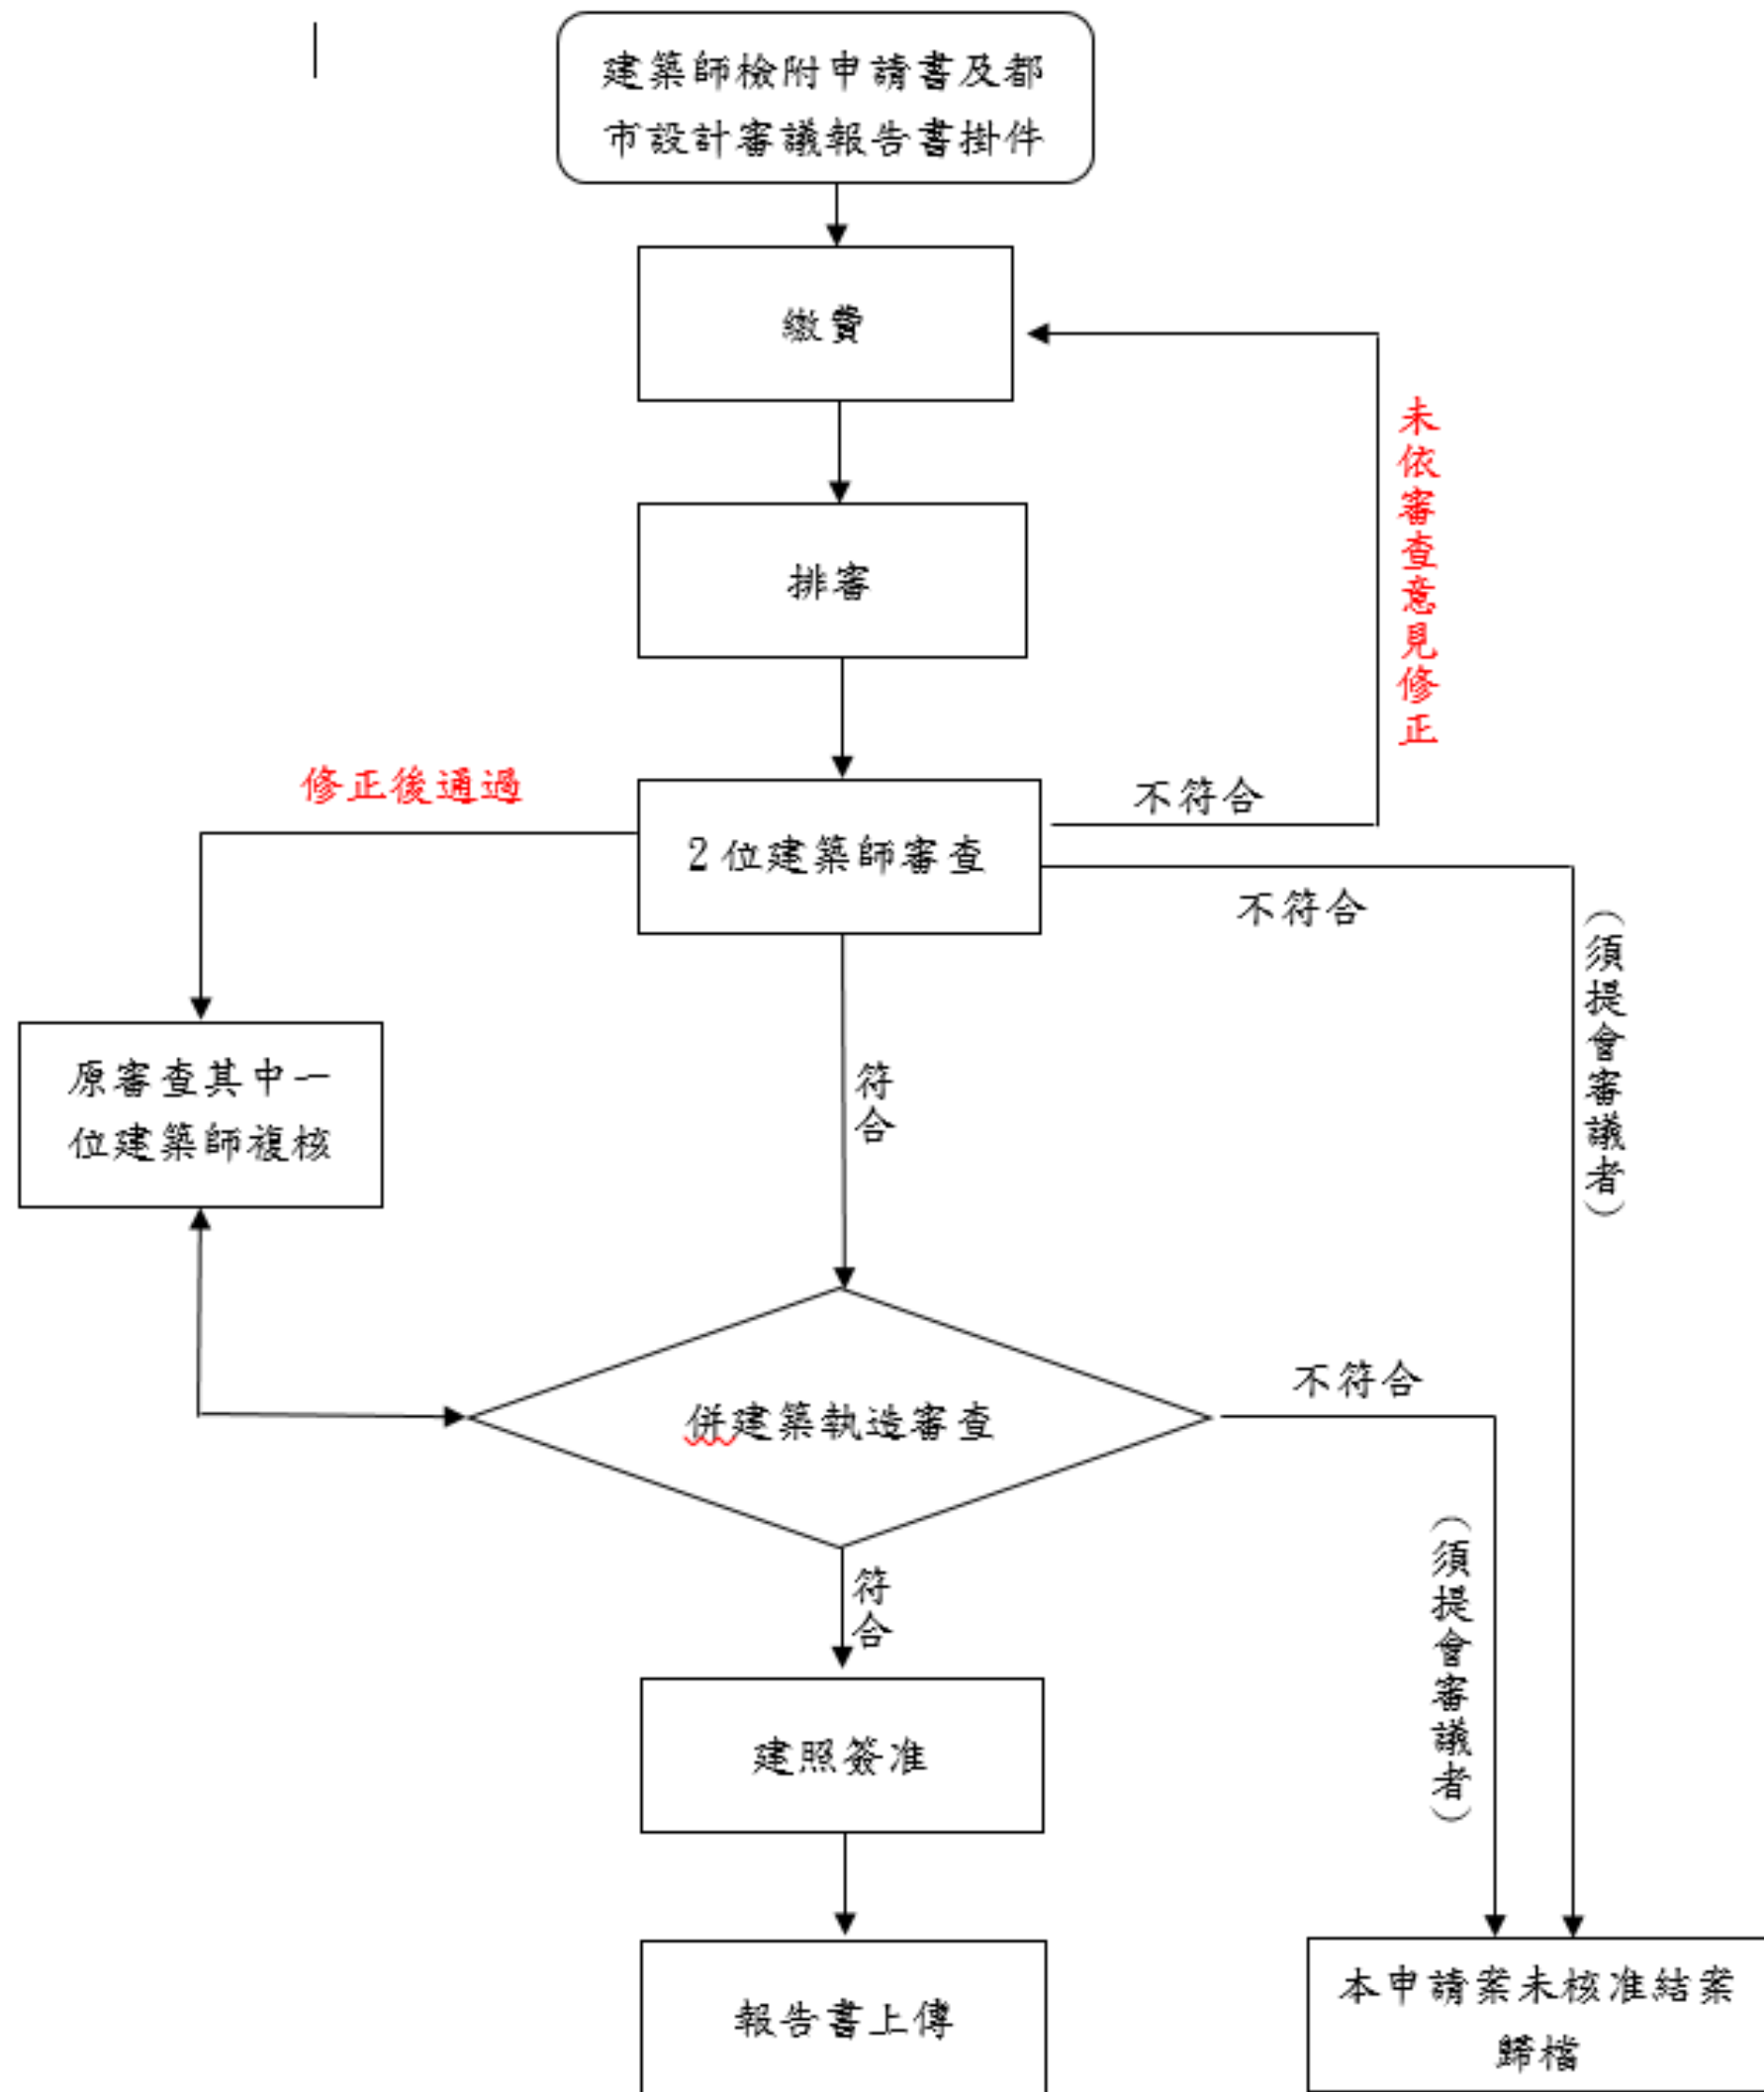 建築師檢附申請書及都
市設計審議報告書掛件
繳費
未依審查意見修正
排審
修正後通過
不符合
2位建築師審查
不符合
(須提會審議者)
原審查其中一
位建築師複核
符合
不符合
併建築執造審查
(須提會審議者)
符合
建照簽准
本申請案未核准結案
歸檔
報告書上傳